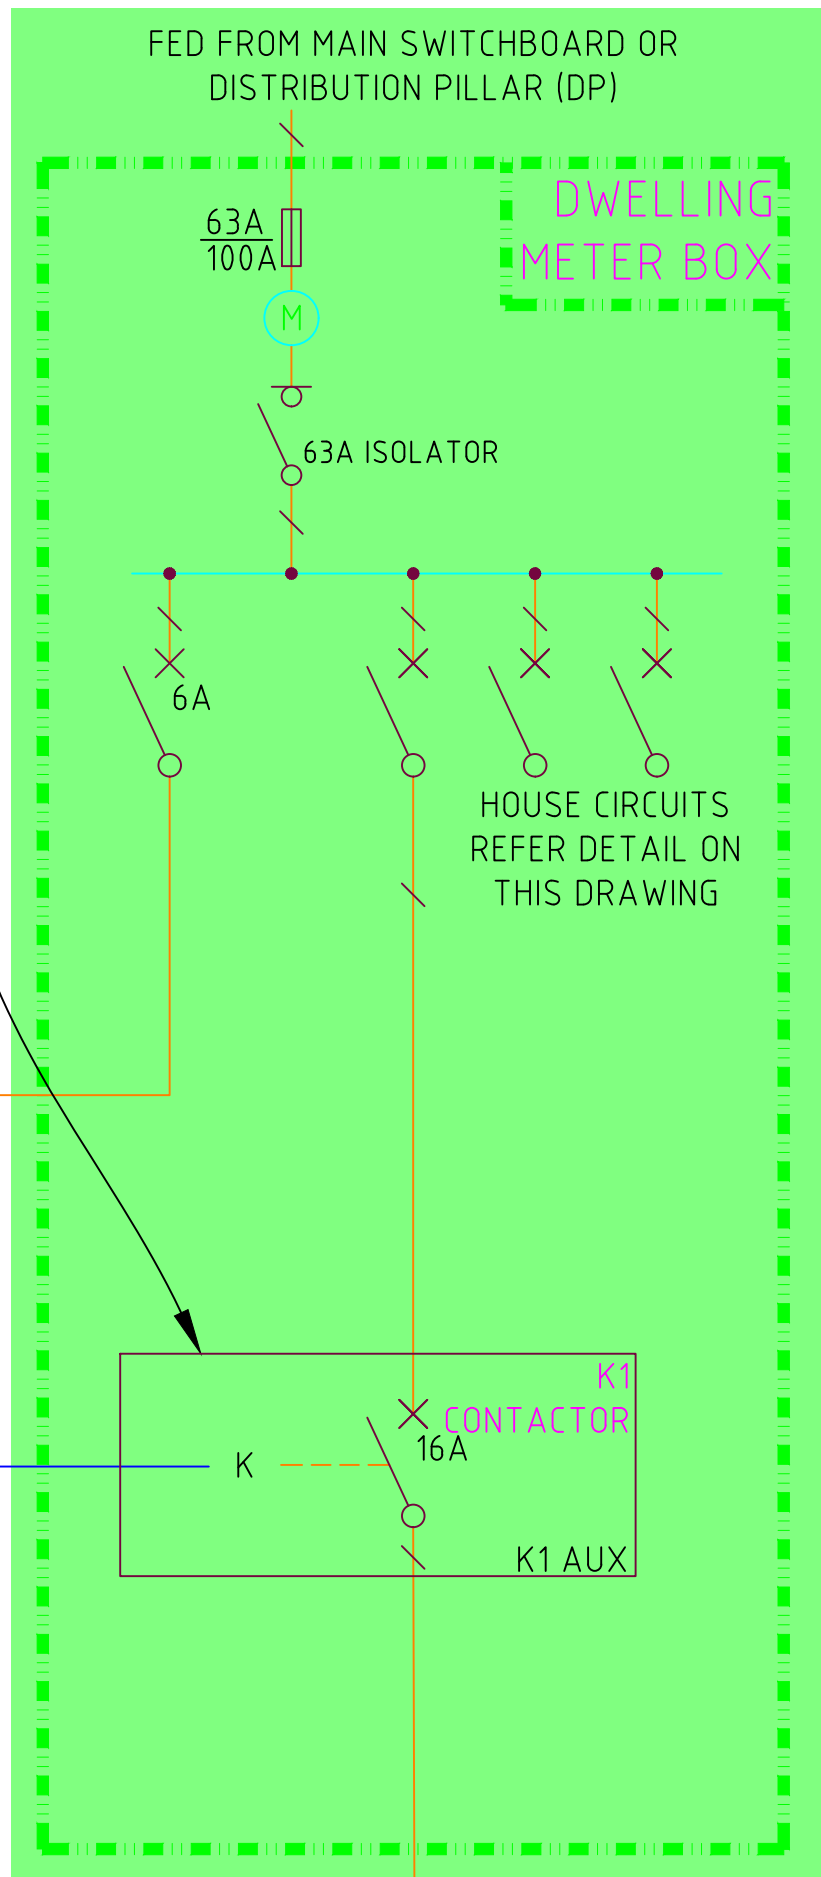 FED FROM MAIN SWITCHBOARD OR
DISTRIBUTION PILLAR (DP)
DWELLING
METER BOX
63A
100A
M
63A ISOLATOR
6A
HOUSE CIRCUITS
REFER DETAIL ON
THIS DRAWING
K1
CONTACTOR
16A
K
K1 AUX